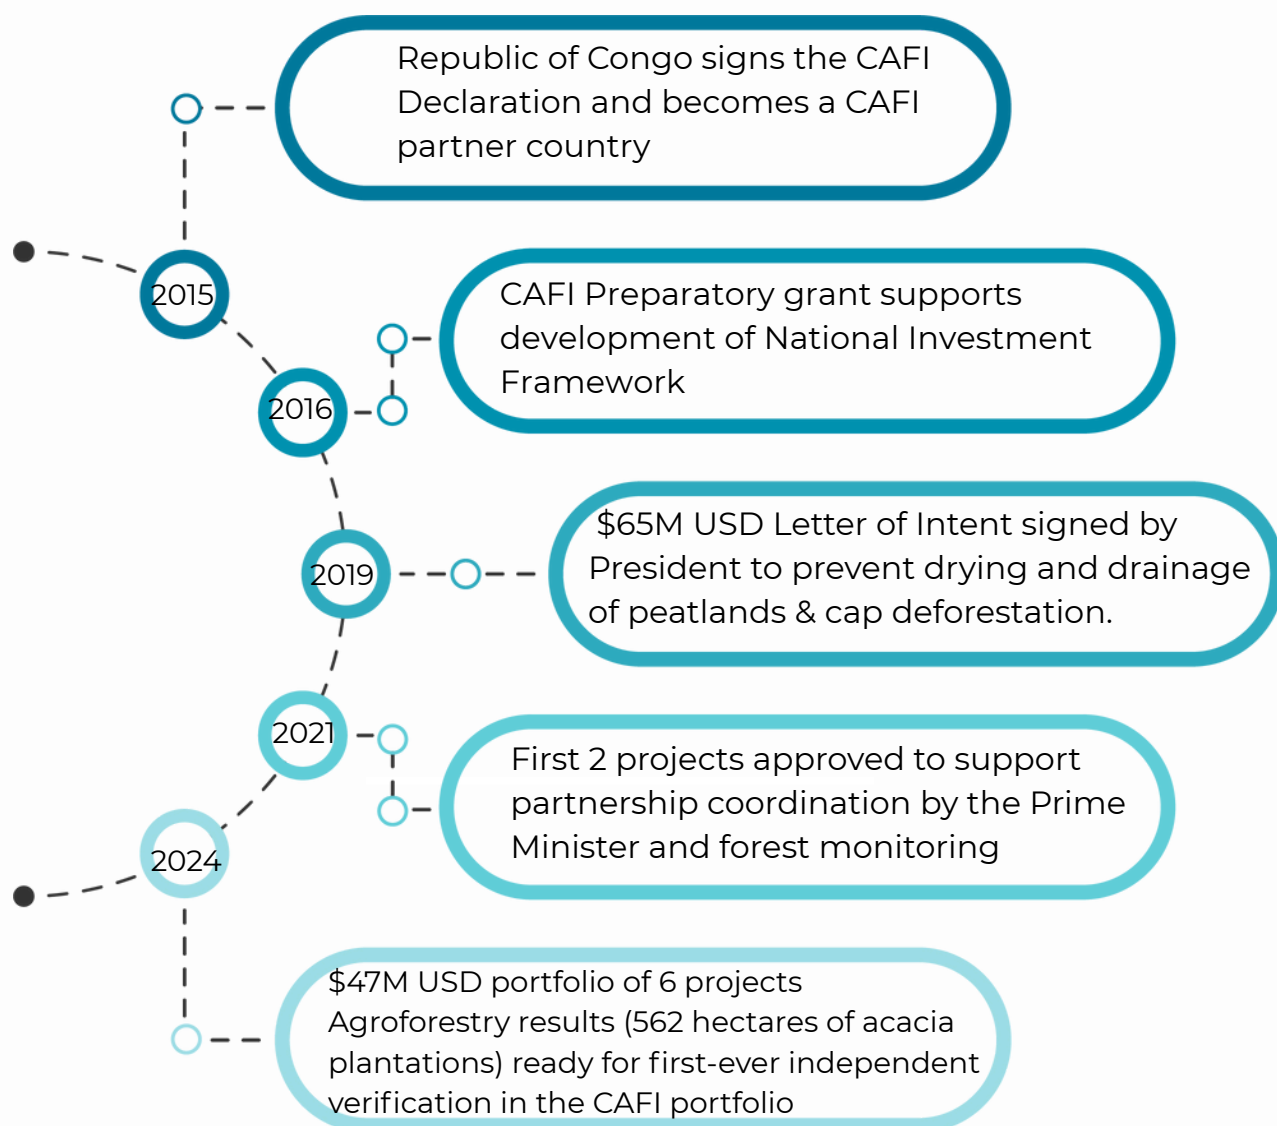 Republic of Congo signs the CAFI
Declaration and becomes a CAFI
partner country
2015
CAFI Preparatory grant supports
development of National Investment
Framework
2016
$65M USD Letter of Intent signed by
President to prevent drying and drainage
of peatlands & cap deforestation.
2019
2021
First 2 projects approved to support
partnership coordination by the Prime
Minister and forest monitoring
2024
$47M USD portfolio of 6 projects
Agroforestry results (562 hectares of acacia
plantations) ready for first-ever independent
verification in the CAFI portfolio